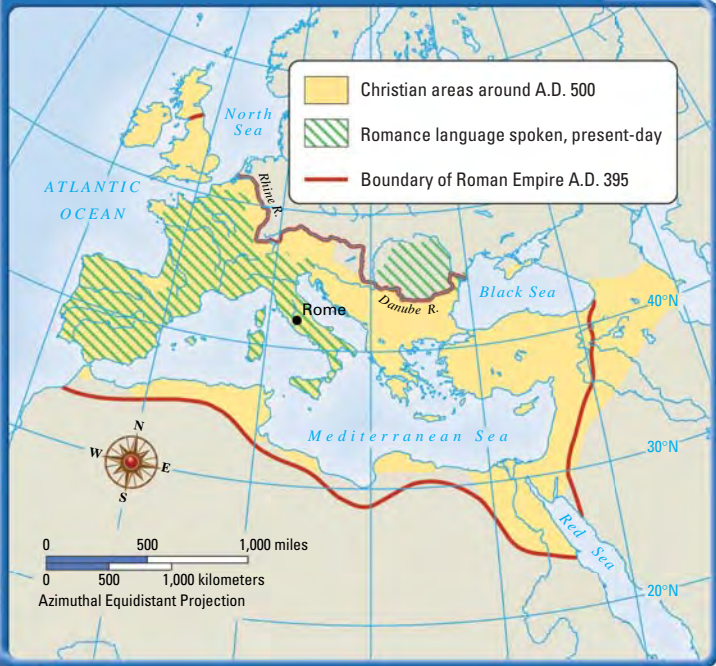 Christian areas around A.D. 500
Romance language spoken, present-day
Boundary of Roman Empire A.D. 395
North
Sea
ATLANTIC
OCEAN
Rhine R.
Rome
Danube R.
Black Sea
40°N
Mediterranean Sea
30°N
Red Sea
20°N
N
W
E
S
0 500 1,000 miles
0 500 1,000 kilometers
Azimuthal Equidistant Projection